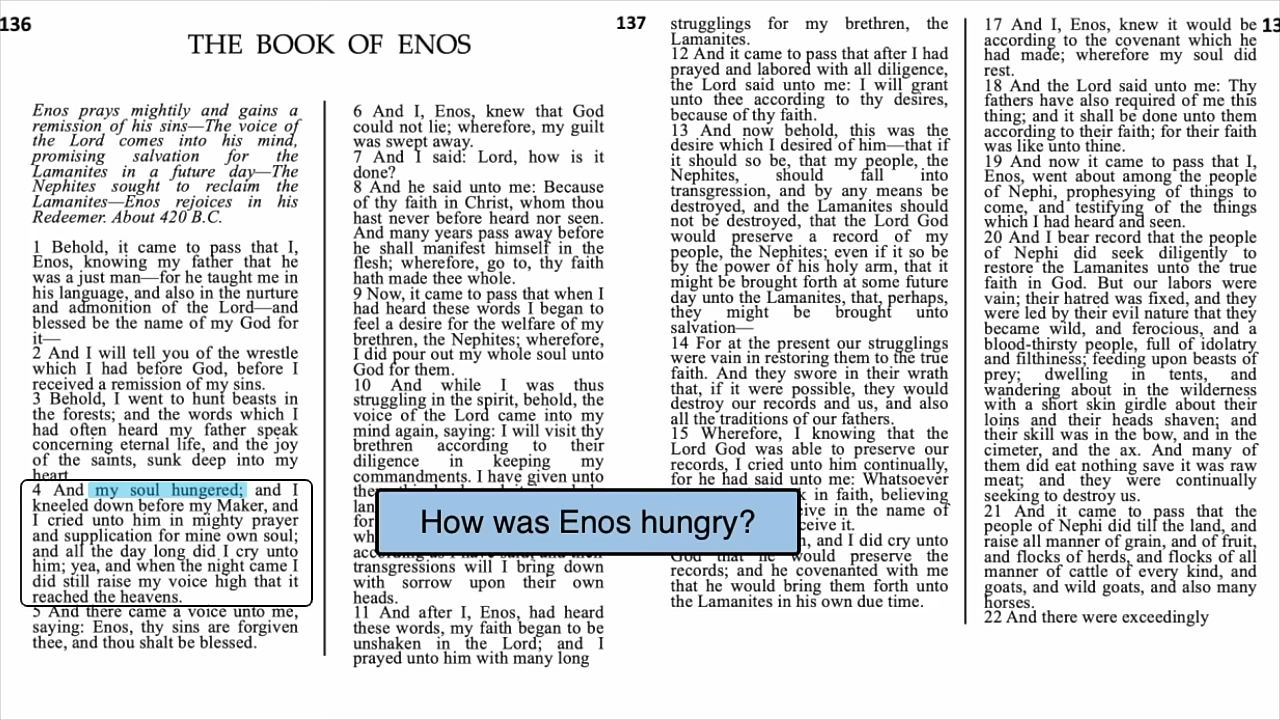 136
THE BOOK OF ENOS
Enos prays mightily and gains a
remission of his sins—The voice of
the Lord comes into his mind,
promising salvation for the
Lamanites in a future day—The
Nephites sought to reclaim the
Lamanites—Enos rejoices in his
Redeemer. About 420 B.C.
1 Behold, it came to pass that I,
Enos, knowing my father that he
was a just man—for he taught me in
his language, and also in the nurture
and admonition of the Lord—and
blessed be the name of my God for
it—
2 And I will tell you of the wrestle
which I had before God, before I
received a remission of my sins.
3 Behold, I went to hunt beasts in
the forests; and the words which I
had often heard my father speak
concerning eternal life, and the joy
of the saints, sunk deep into my
heart.
4 And my soul hungered; and I
kneeled down before my Maker, and
I cried unto him in mighty prayer
and supplication for mine own soul;
and all the day long did I cry unto
him; yea, and when the night came I
did still raise my voice high that it
reached the heavens.
5 And there came a voice unto me,
saying: Enos, thy sins are forgiven
thee, and thou shalt be blessed.
6 And I, Enos, knew that God
could not lie; wherefore, my guilt
was swept away.
7 And I said: Lord, how is it
done?
8 And he said unto me: Because
of thy faith in Christ, whom thou
hast never before heard nor seen.
And many years pass away before
he shall manifest himself in the
flesh; wherefore, go to, thy faith
hath made thee whole.
9 Now, it came to pass that when I
had heard these words I began to
feel a desire for the welfare of my
brethren, the Nephites; wherefore,
I did pour out my whole soul unto
God for them.
10 And while I was thus
struggling in the spirit, behold, the
voice of the Lord came into my
mind again, saying: I will visit thy
brethren according to their
diligence in keeping my
commandments. I have given unto
How was Enos hungry?
transgressions will I bring down
with sorrow upon their own
heads.
11 And after I, Enos, had heard
these words, my faith began to be
unshaken in the Lord; and I
prayed unto him with many long
137
strugglings for my brethren, the
Lamanites.
12 And it came to pass that after I had
prayed and labored with all diligence,
the Lord said unto me: I will grant
unto thee according to thy desires,
because of thy faith.
13 And now behold, this was the
desire which I desired of him—that if
it should so be, that my people, the
Nephites, should fall into
transgression, and by any means be
destroyed, and the Lamanites should
not be destroyed, that the Lord God
would preserve a record of my
people, the Nephites; even if it so be
by the power of his holy arm, that it
might be brought forth at some future
day unto the Lamanites, that, perhaps,
they might be brought unto
salvation—
14 For at the present our strugglings
were vain in restoring them to the true
faith. And they swore in their wrath
that, if it were possible, they would
destroy our records and us, and also
all the traditions of our fathers.
15 Wherefore, I knowing that the
Lord God was able to preserve our
records, I cried unto him continually,
for he had said unto me: Whatsoever
in faith, believing
in the name of
it.
and I did cry unto
God that he would preserve the
records; and he covenanted with me
that he would bring them forth unto
the Lamanites in his own due time.
17 And I, Enos, knew it would be
according to the covenant which he
had made; wherefore my soul did
rest.
18 And the Lord said unto me: Thy
fathers have also required of me this
thing; and it shall be done unto them
according to their faith; for their faith
was like unto thine.
19 And now it came to pass that I,
Enos, went about among the people
of Nephi, prophesying of things to
come, and testifying of the things
which I had heard and seen.
20 And I bear record that the people
of Nephi did seek diligently to
restore the Lamanites unto the true
faith in God. But our labors were
vain; their hatred was fixed, and they
were led by their evil nature that they
became wild, and ferocious, and a
blood-thirsty people, full of idolatry
and filthiness; feeding upon beasts of
prey; dwelling in tents, and
wandering about in the wilderness
with a short skin girdle about their
loins and their heads shaven; and
their skill was in the bow, and in the
cimeter, and the ax. And many of
them did eat nothing save it was raw
meat; and they were continually
seeking to destroy us.
21 And it came to pass that the
people of Nephi did till the land, and
raise all manner of grain, and of fruit,
and flocks of herds, and flocks of all
manner of cattle of every kind, and
goats, and wild goats, and also many
horses.
22 And there were exceedingly